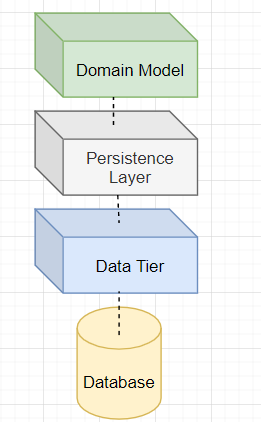 Domain Model
Persistence
Layer
Data Tier
Database